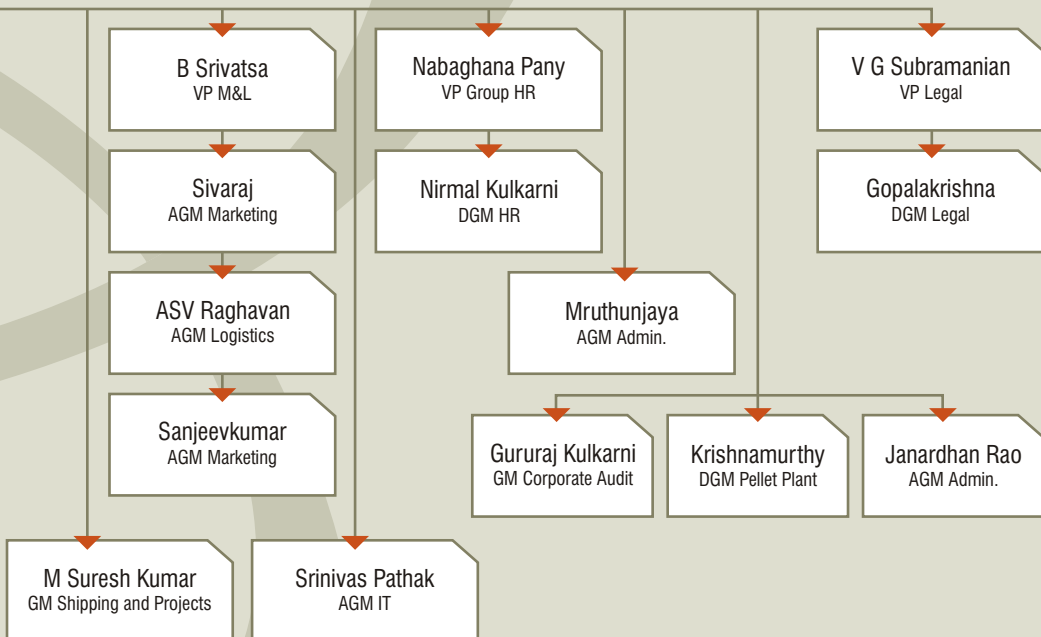 B Srivatsa
VP M&L
Nabaghana Pany
VP Group HR
V G Subramanian
VP Legal
Sivaraj
AGM Marketing
Nirmal Kulkarni
DGM HR
Gopalakrishna
DGM Legal
ASV Raghavan
AGM Logistics
Mruthunjaya
AGM Admin.
Sanjeevkumar
AGM Marketing
Gururaj Kulkarni
GM Corporate Audit
Krishnamurthy
DGM Pellet Plant
Janardhan Rao
AGM Admin.
M Suresh Kumar
GM Shipping and Projects
Srinivas Pathak
AGM IT